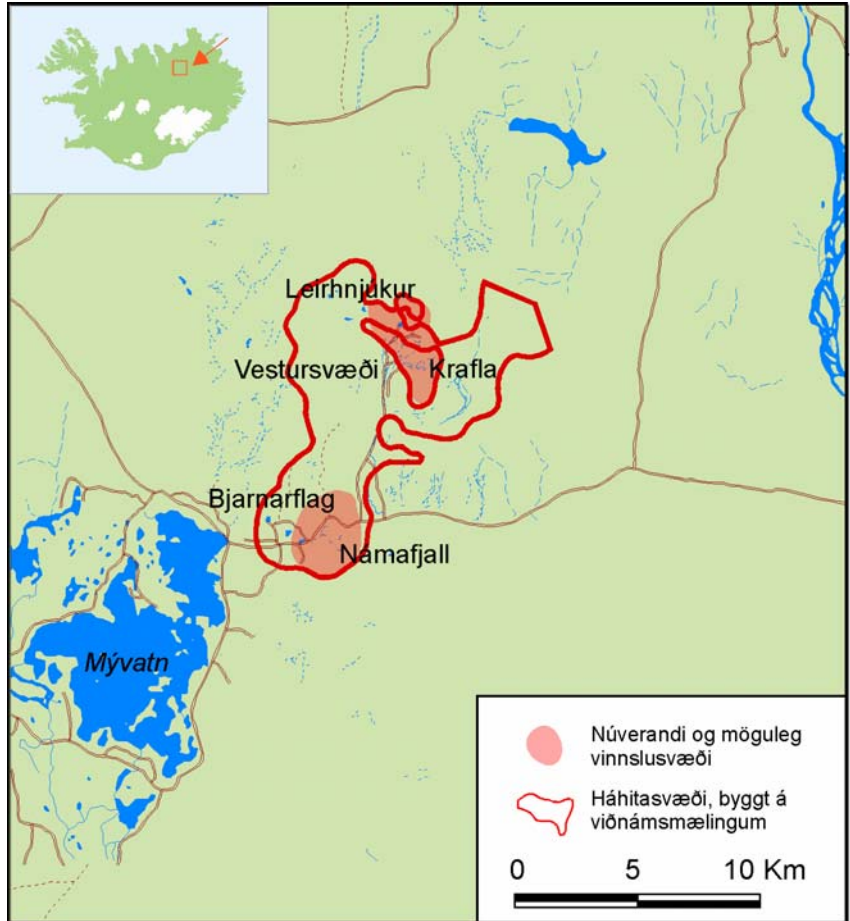 Leirhnjúkur
Vestursvæði
Krafla
Bjarnarflag
Námafjall
Mývatn
Núverandi og möguleg
vinnslusvæði
Háhitasvæði, byggt á
viðnámsmælingum
0 5 10 Km